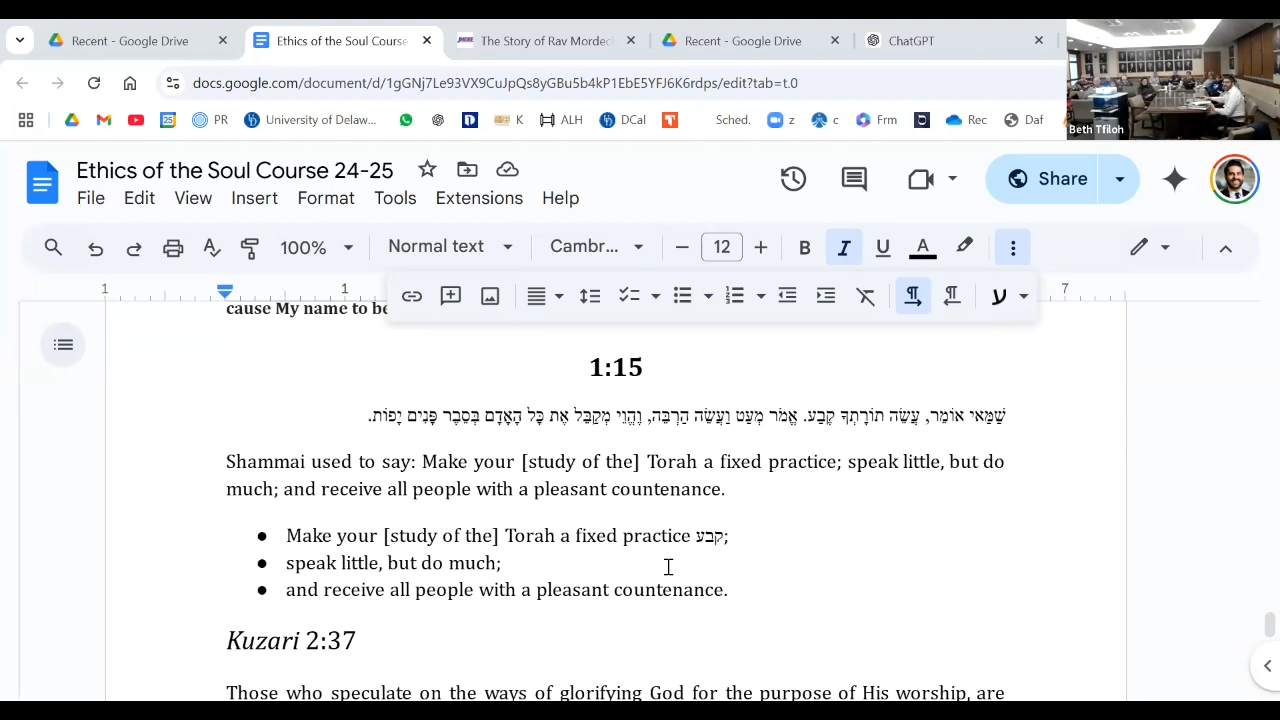 Recent - Google Drive
Ethics of the Soul Course
The Story of Rav Mordec
Recent - Google Drive
ChatGPT
docs.google.com/document/d/
/edit?tab=t.0
PR
University of Delaw...
K
ALH
DCal
Sched.
z
c
Frm
Rec
Daf
Beth Tfiloh
Ethics of the Soul Course 24-25
Share
File Edit View Insert Format Tools Extensions Help
100%
Normal text
Cambr...
12
B
I
U
A
1
1
7
cause My name to be
1:15
שַׁמַּאי אוֹמֵר, עֲשֵׂה תוֹרָתְךָ קֶבַע. אֱמֹר מְעַט וַעֲשֵׂה הַרְבֵּה, וֶהֱוֵי מְקַבֵּל אֶת כָּל הָאָדָם בְּסֵבֶר פָּנִים יָפוֹת.
Shammai used to say: Make your [study of the] Torah a fixed practice; speak little, but do
much; and receive all people with a pleasant countenance.
● Make your [study of the] Torah a fixed practice קבע;
● speak little, but do much;
● and receive all people with a pleasant countenance.
Kuzari 2:37
Those who speculate on the ways of glorifying God for the purpose of His worship, are